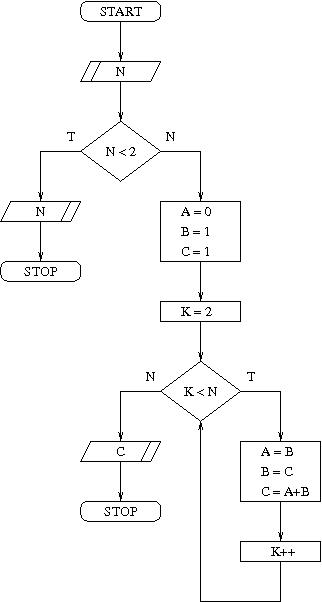 START
N
T
N
N < 2
N
A = 0
B = 1
C = 1
STOP
K = 2
N
T
K < N
C
A = B
B = C
C = A+B
STOP
K++